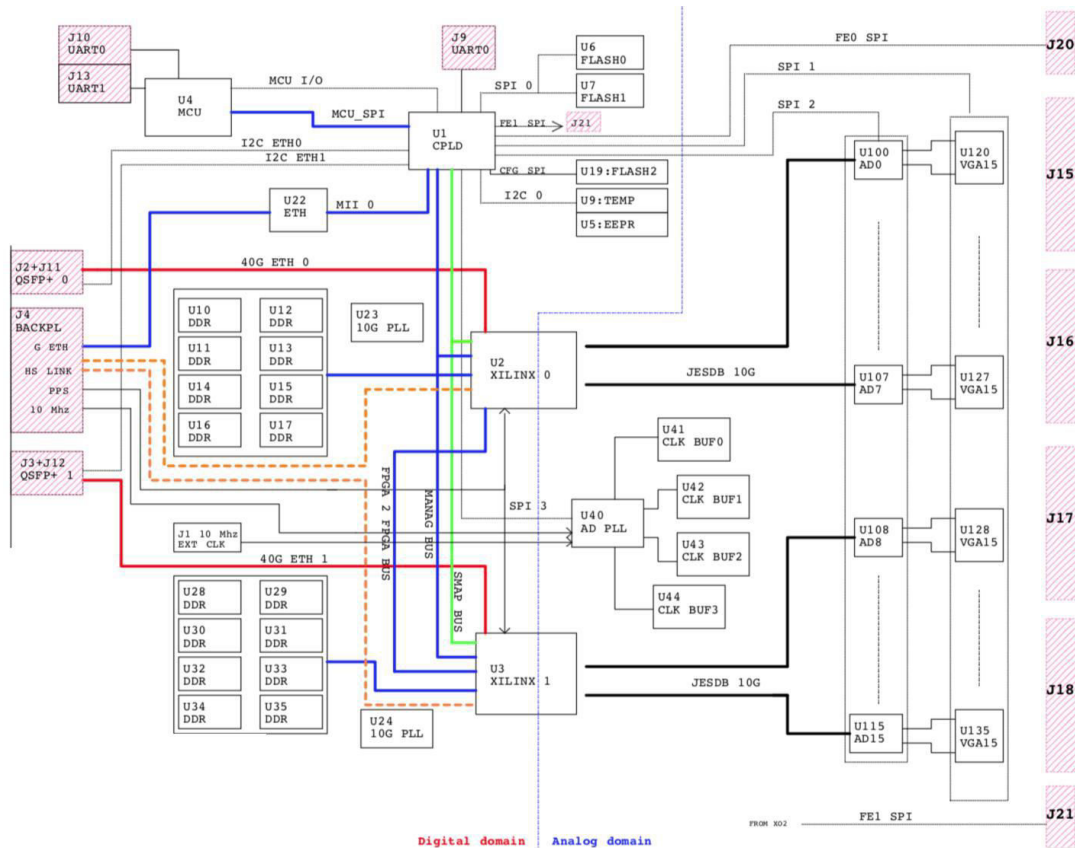 J10
UART0
J13
UART1
U4
MCU
MCU I/O
MCU_SPI
J9
UART0
U1
CPLD
SPI 0
U6
FLASH0
U7
FLASH1
FE1 SPI
J21
CFG SPI
U19:FLASH2
I2C 0
U9:TEMP
U5:EEPR
FE0 SPI
SPI 1
SPI 2
J20
J15
J16
J17
J18
J21
I2C ETH0
I2C ETH1
U22
ETH
MII 0
J2+J11
QSFP+ 0
40G ETH 0
J4
BACKPL
G ETH
HS LINK
PPS
10 Mhz
J3+J12
QSFP+ 1
U10
DDR
U12
DDR
U11
DDR
U13
DDR
U14
DDR
U15
DDR
U16
DDR
U17
DDR
U23
10G PLL
U2
XILINX 0
JESDB 10G
U100
AD0
U120
VGA15
U107
AD7
U127
VGA15
U41
CLK BUF0
U42
CLK BUF1
U40
AD PLL
U43
CLK BUF2
U44
CLK BUF3
SPI 3
FPGA 2 FPGA BUS
MANAG BUS
SMAP BUS
J1 10 Mhz
EXT CLK
40G ETH 1
U28
DDR
U29
DDR
U30
DDR
U31
DDR
U32
DDR
U33
DDR
U34
DDR
U35
DDR
U24
10G PLL
U3
XILINX 1
JESDB 10G
U108
AD8
U128
VGA15
U115
AD15
U135
VGA15
FROM XO2
FE1 SPI
Digital domain
Analog domain